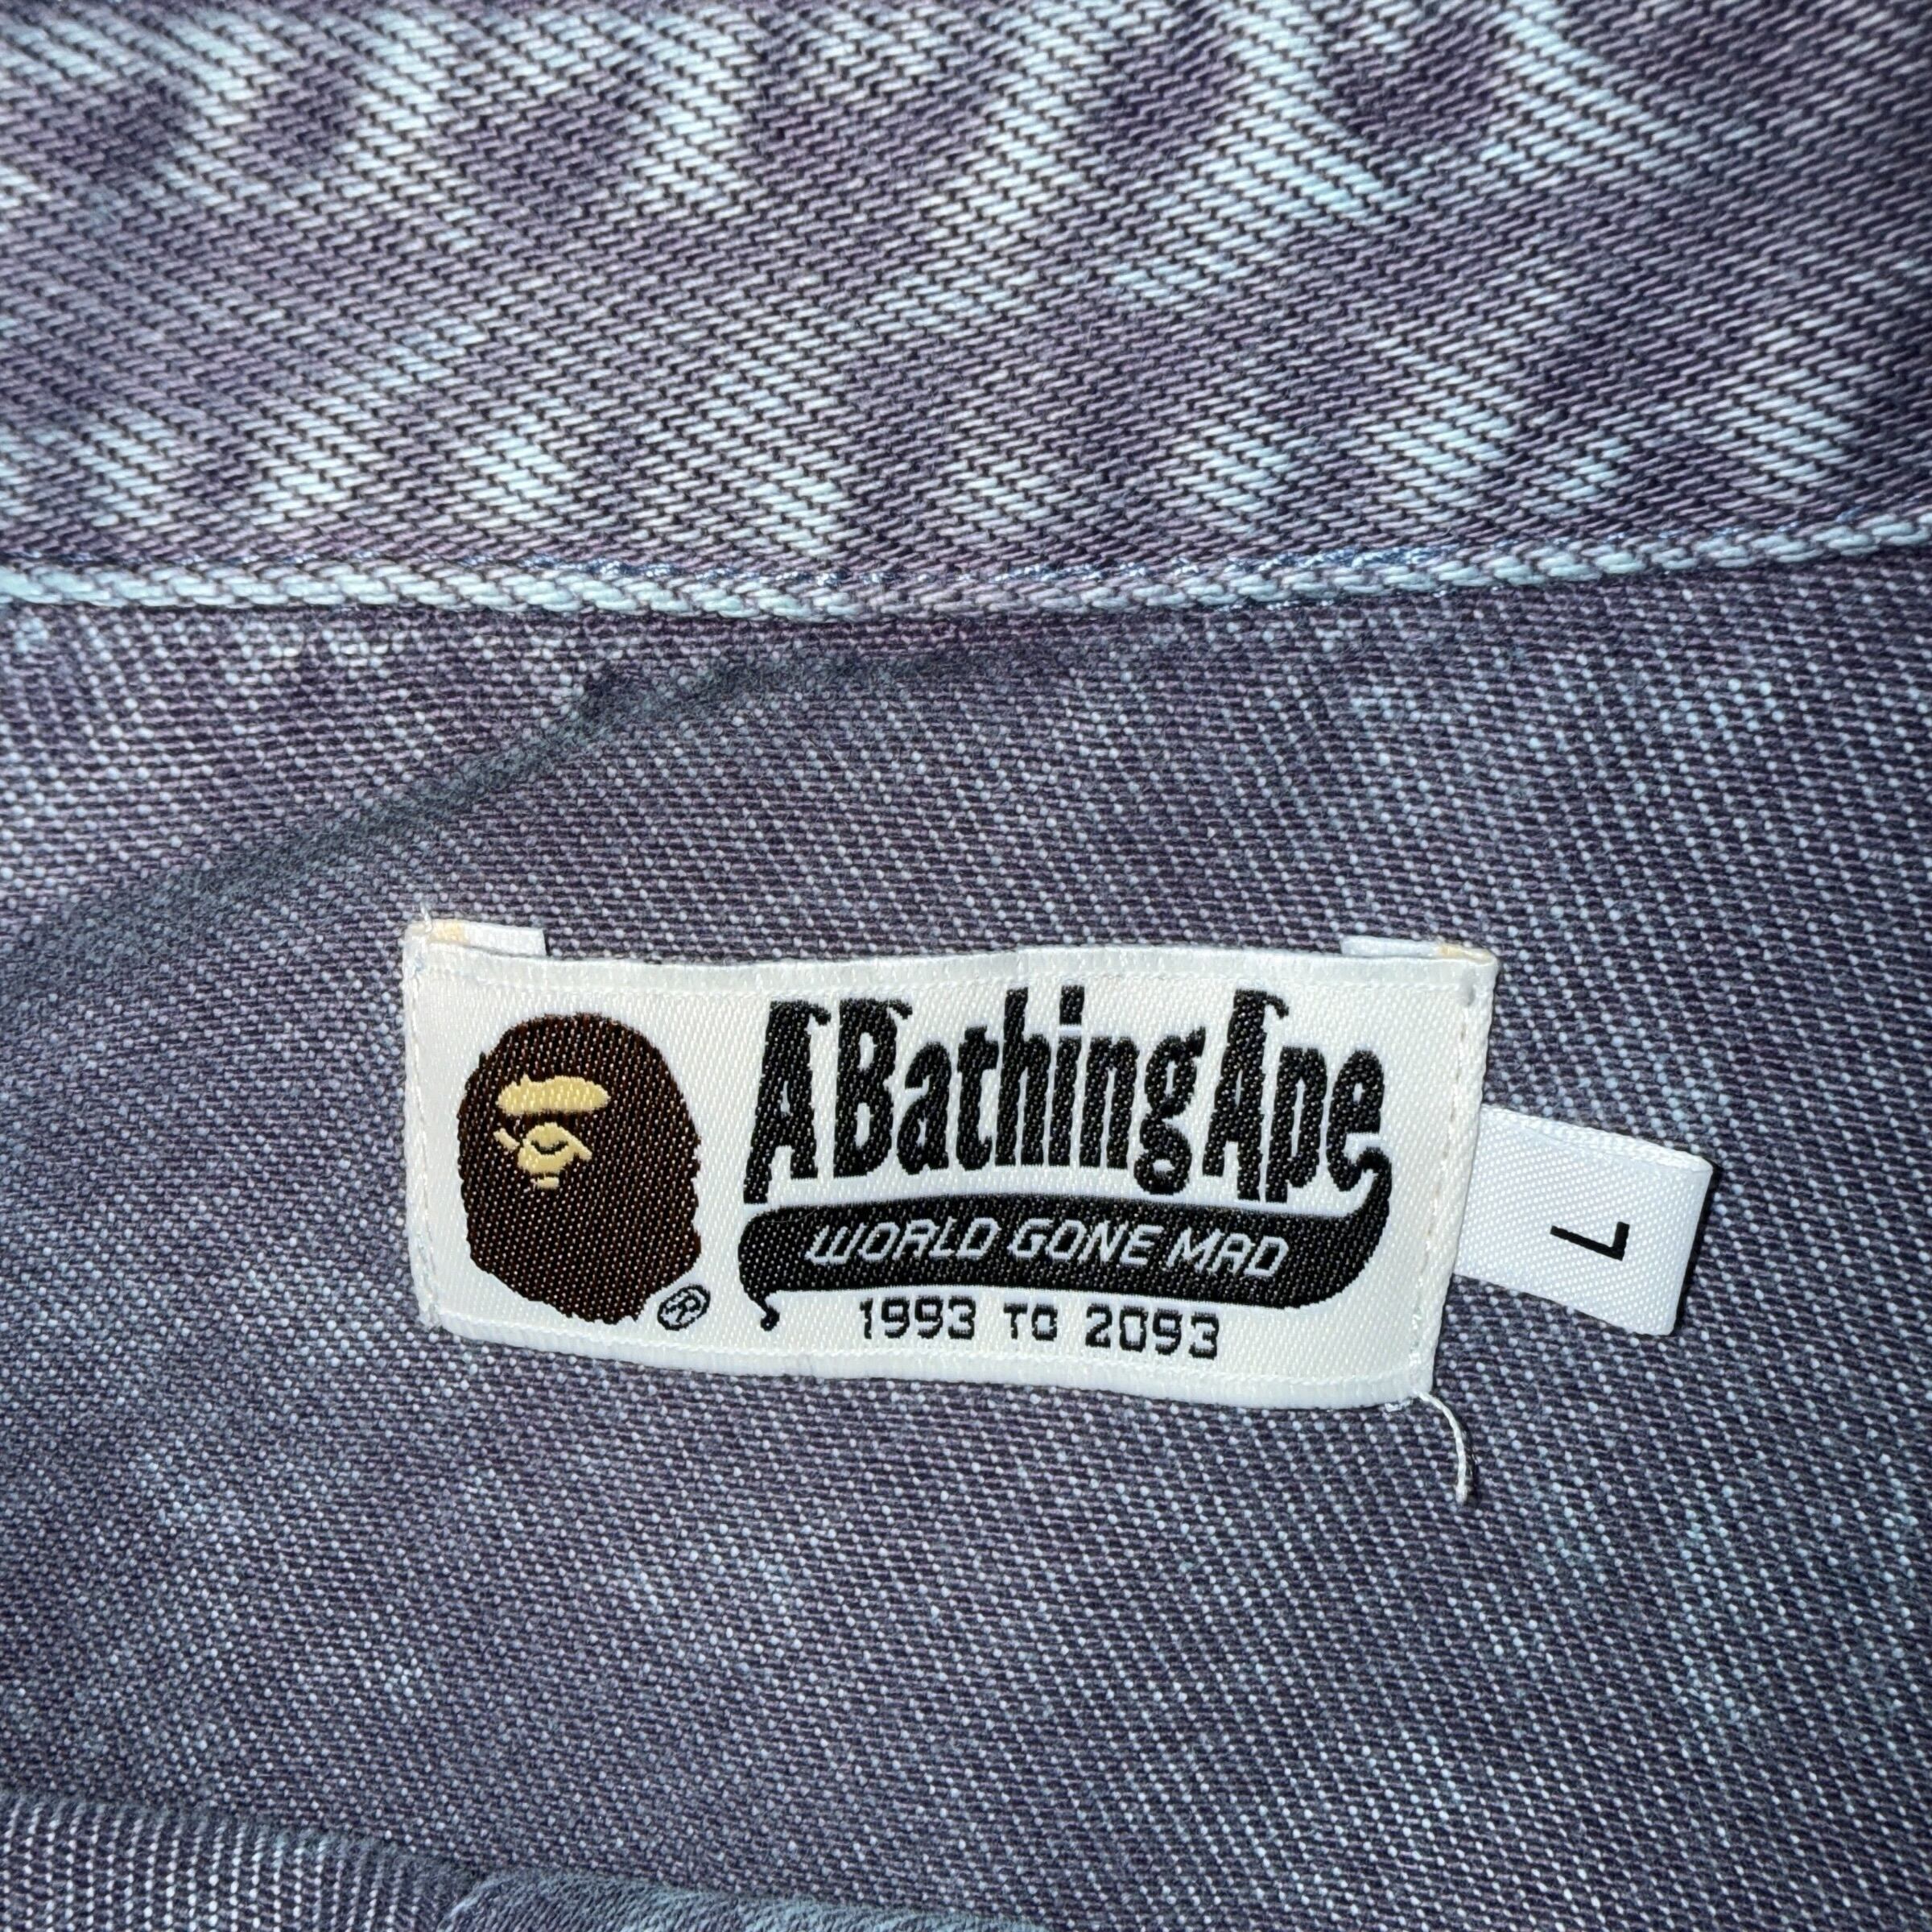 A Bathing Ape
WORLD GONE MAD
1993 TO 2093
®
L